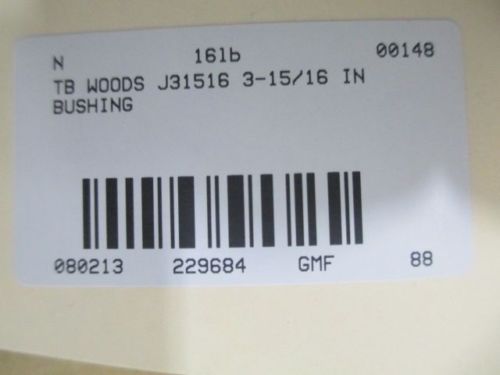 N 16lb 00148
TB WOODS J31516 3-15/16 IN
BUSHING
080213 229684 GMF 88